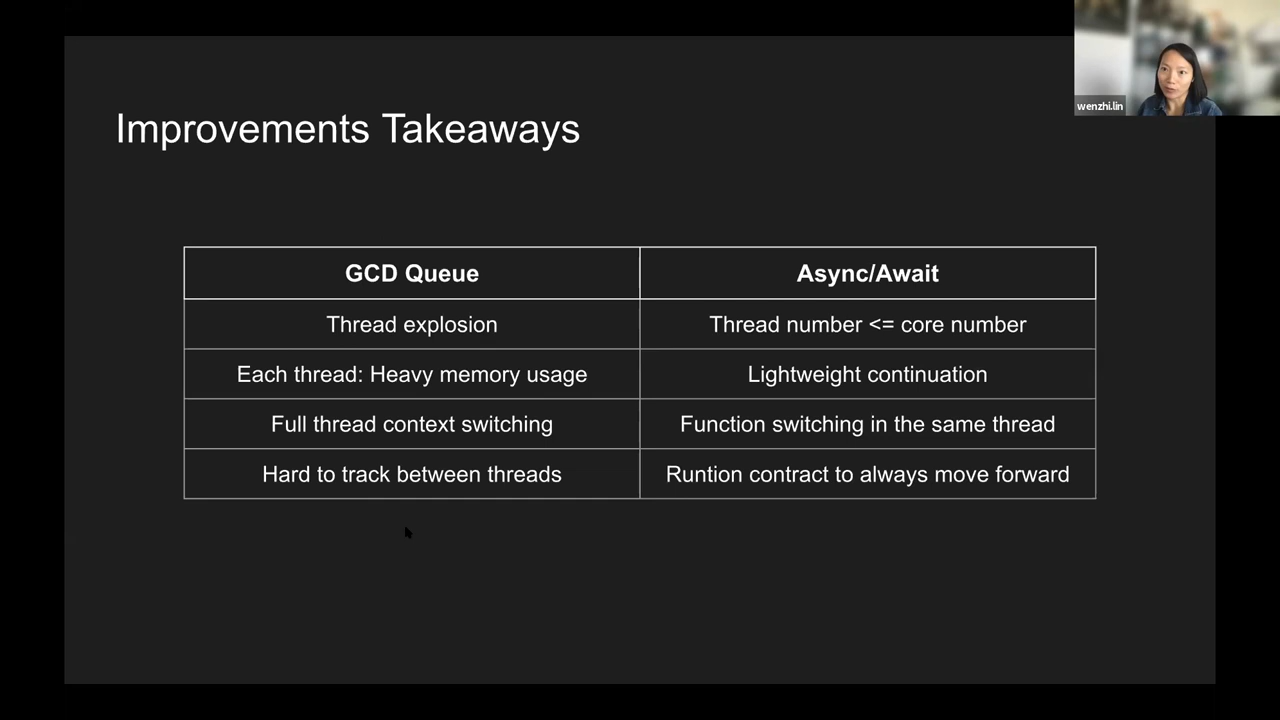 wenzhi.lin
Improvements Takeaways
GCD Queue
Async/Await
Thread explosion
Thread number <= core number
Each thread: Heavy memory usage
Lightweight continuation
Full thread context switching
Function switching in the same thread
Hard to track between threads
Runtion contract to always move forward